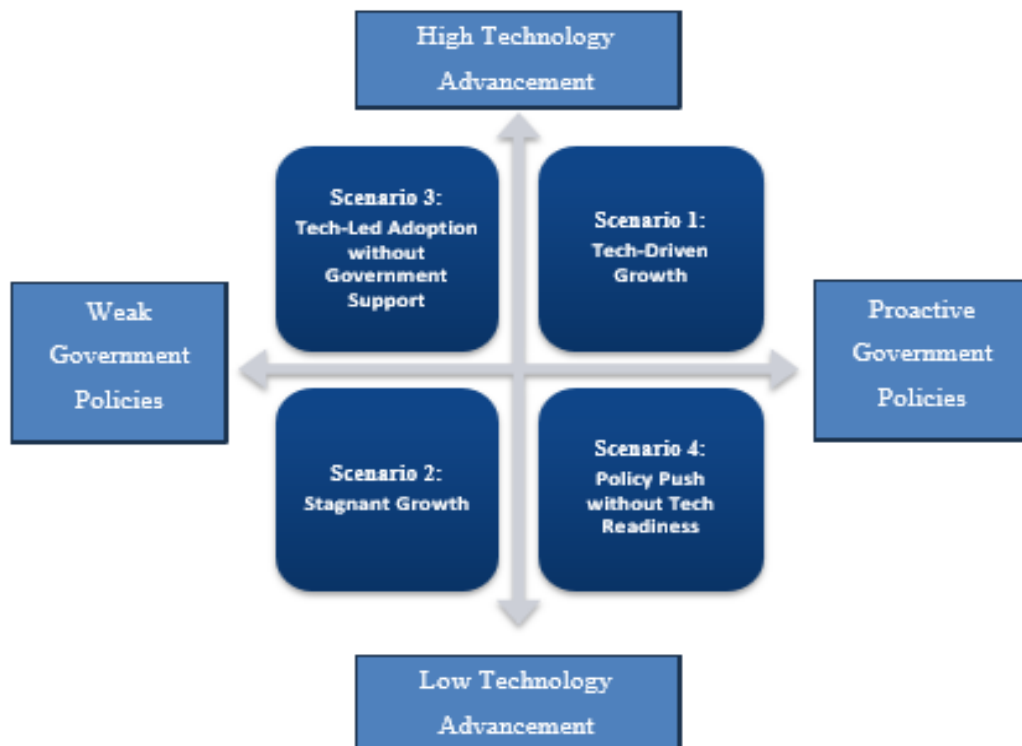 High Technology
Advancement
Scenario 3:
Tech-Led Adoption
without
Government
Support
Scenario 1:
Tech-Driven
Growth
Weak
Government
Policies
Proactive
Government
Policies
Scenario 2:
Stagnant Growth
Scenario 4:
Policy Push
without Tech
Readiness
Low Technology
Advancement